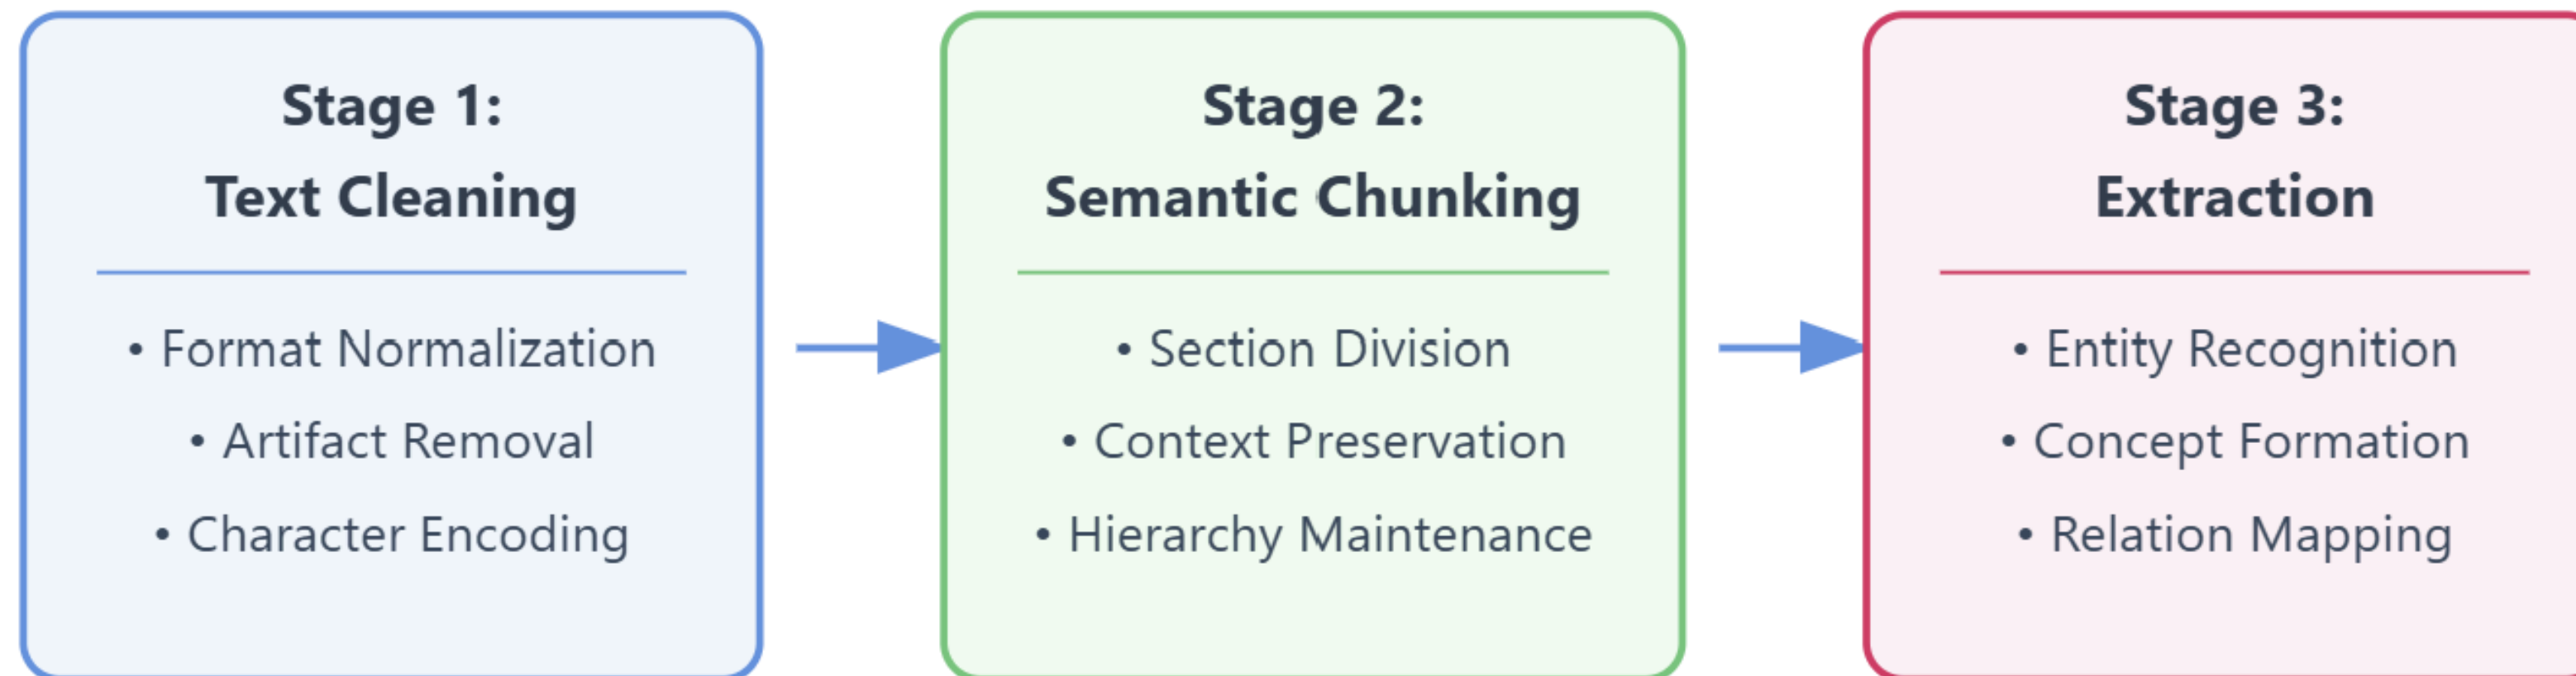 Stage 1:
Text Cleaning
• Format Normalization
• Artifact Removal
• Character Encoding
Stage 2:
Semantic Chunking
• Section Division
• Context Preservation
• Hierarchy Maintenance
Stage 3:
Extraction
• Entity Recognition
• Concept Formation
• Relation Mapping